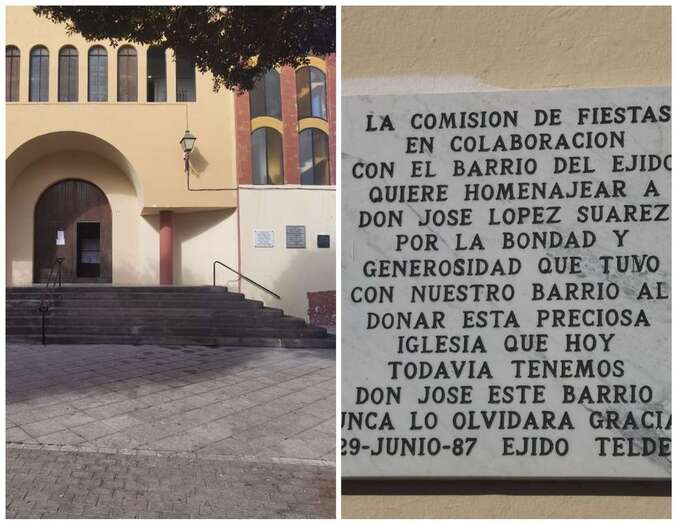 LA COMISION DE FIESTAS
EN COLABORACION
CON EL BARRIO DEL EJIDO
QUIERE HOMENAJEAR A
DON JOSE LOPEZ SUAREZ
POR LA BONDAD Y
GENEROSIDAD QUE TUVO
CON NUESTRO BARRIO AL
DONAR ESTA PRECIOSA
IGLESIA QUE HOY
TODAVIA TENEMOS
DON JOSE ESTE BARRIO
UNCA LO OLVIDARA GRACIA
29-JUNIO-87 EJIDO TELDE